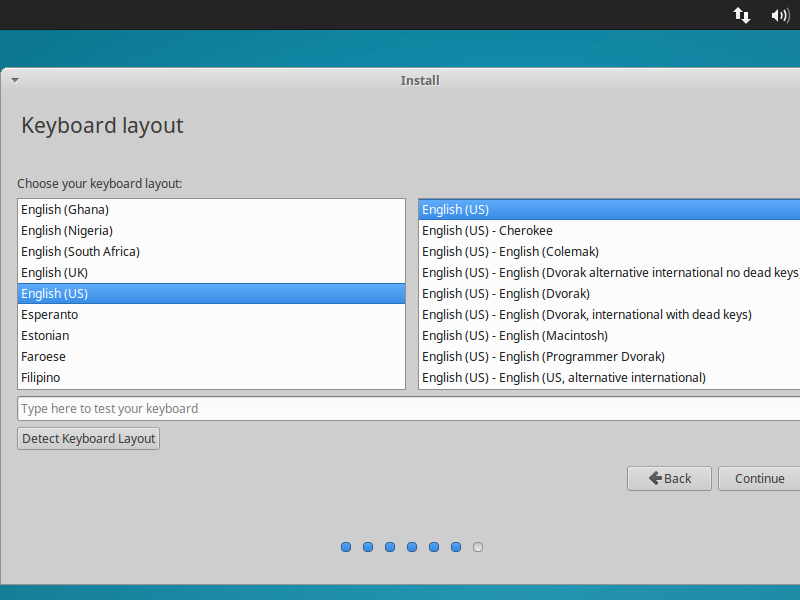 Install
Keyboard layout
Choose your keyboard layout:
English (Ghana)
English (Nigeria)
English (South Africa)
English (UK)
English (US)
Esperanto
Estonian
Faroese
Filipino
English (US)
English (US) - Cherokee
English (US) - English (Colemak)
English (US) - English (Dvorak alternative international no dead keys)
English (US) - English (Dvorak)
English (US) - English (Dvorak, international with dead keys)
English (US) - English (Macintosh)
English (US) - English (Programmer Dvorak)
English (US) - English (US, alternative international)
Type here to test your keyboard
Detect Keyboard Layout
Back
Continue